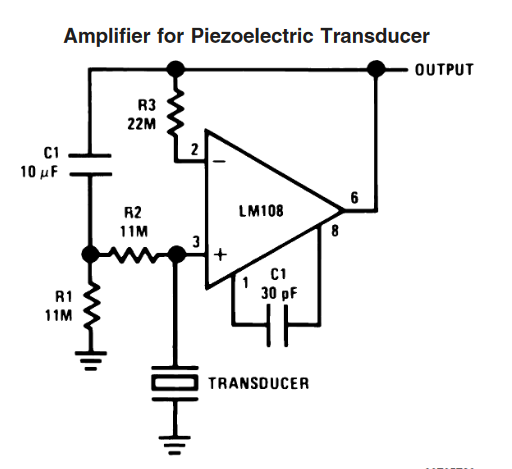 Amplifier for Piezoelectric Transducer
OUTPUT
R3
22M
2
C1
10 μF
LM108
6
R2
11M
8
3
1
C1
30 pF
R1
11M
TRANSDUCER